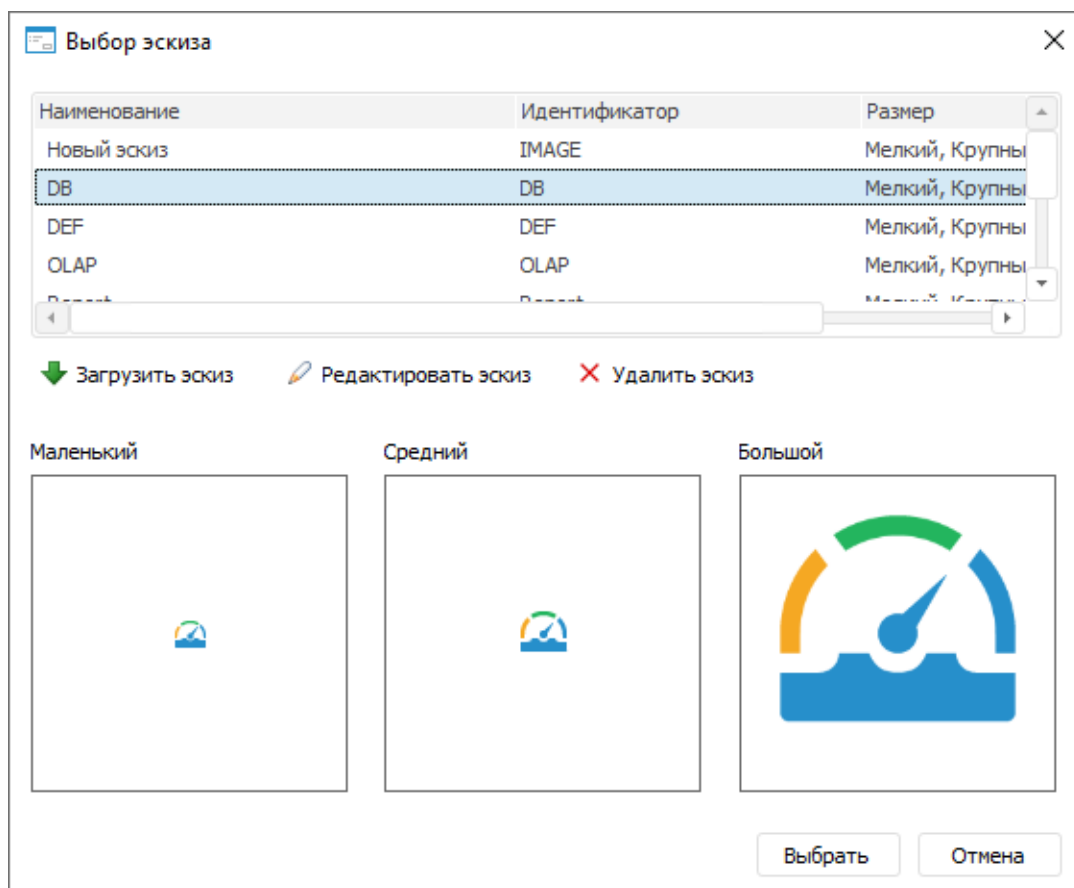 Выбор эскиза
Наименование Идентификатор Размер
Новый эскиз IMAGE Мелкий, Крупны
DB DB Мелкий, Крупны
DEF DEF Мелкий, Крупны
OLAP OLAP Мелкий, Крупны
Загрузить эскиз Редактировать эскиз Удалить эскиз
Маленький Средний Большой
Выбрать Отмена